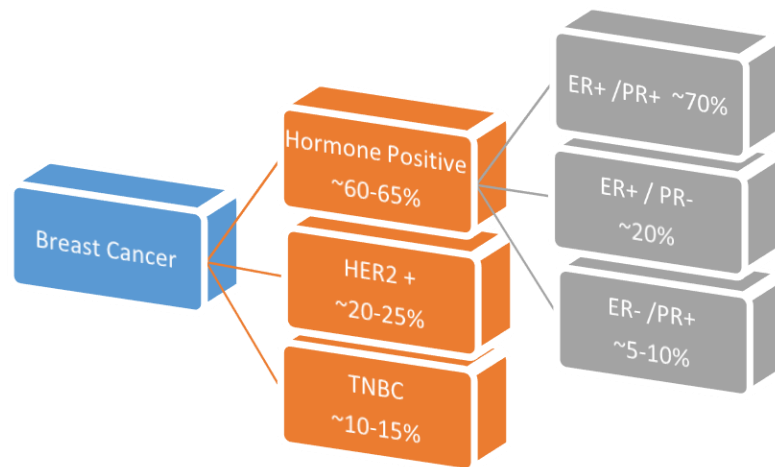 Breast Cancer
Hormone Positive
~60-65%
HER2 +
~20-25%
TNBC
~10-15%
ER+ /PR+ ~70%
ER+ / PR-
~20%
ER- /PR+
~5-10%